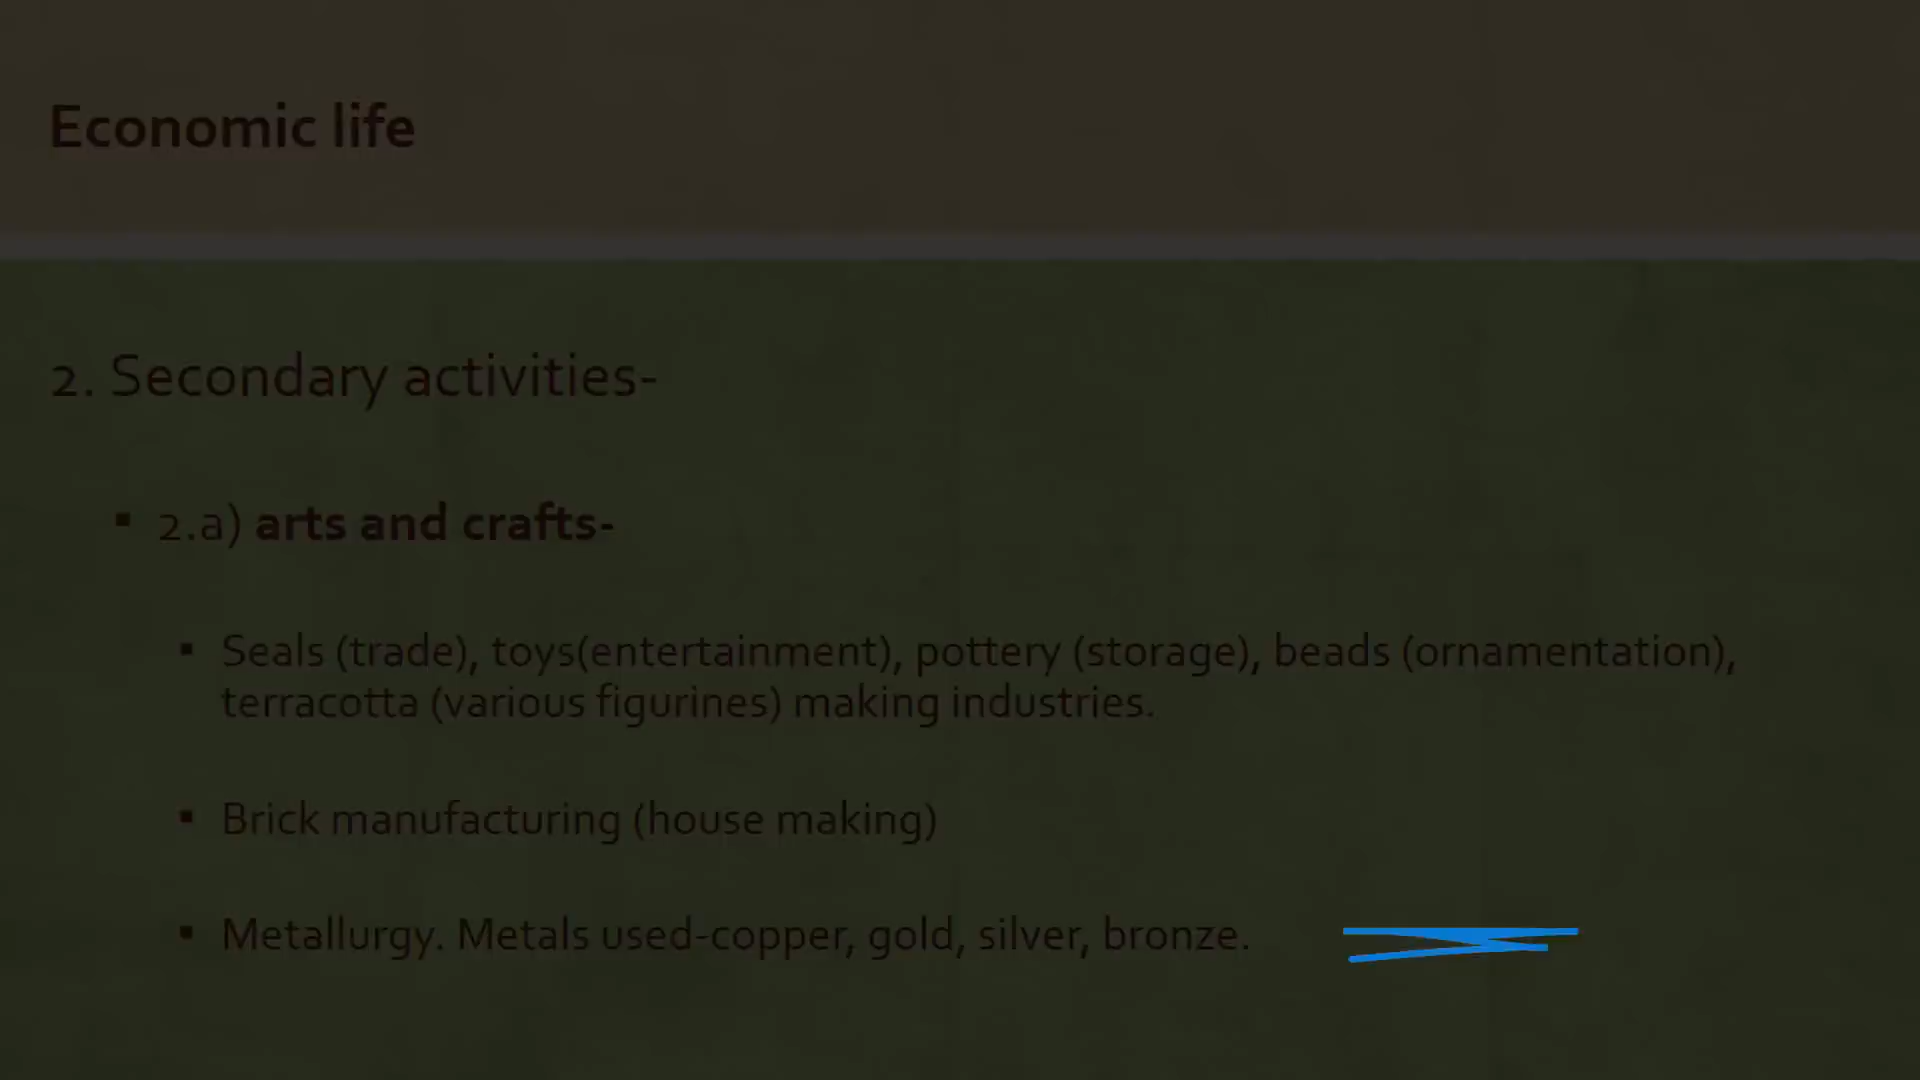 Economic life
2. Secondary activities-
▪ 2.a) arts and crafts-
▪ Seals (trade), toys(entertainment), pottery (storage), beads (ornamentation),
terracotta (various figurines) making industries.
▪ Brick manufacturing (house making)
▪ Metallurgy. Metals used-copper, gold, silver, bronze.